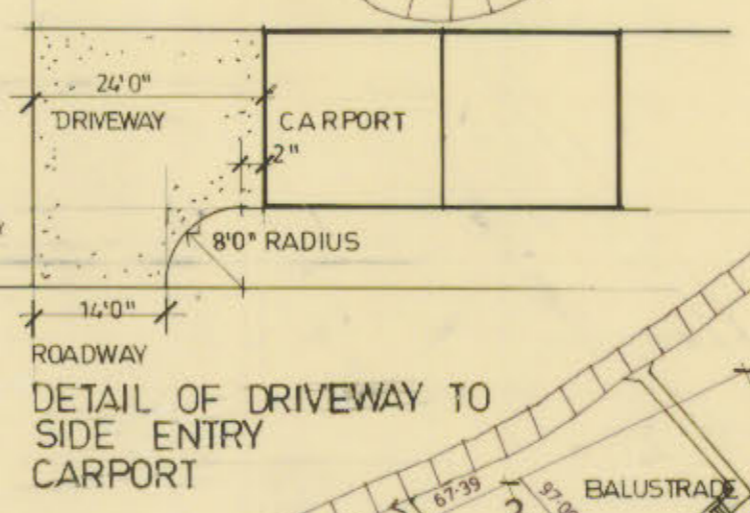 24'0"
DRIVEWAY
CARPORT
2"
8'0" RADIUS
14'0"
ROADWAY
DETAIL OF DRIVEWAY TO
SIDE ENTRY
CARPORT
67-39
BALUSTRADE